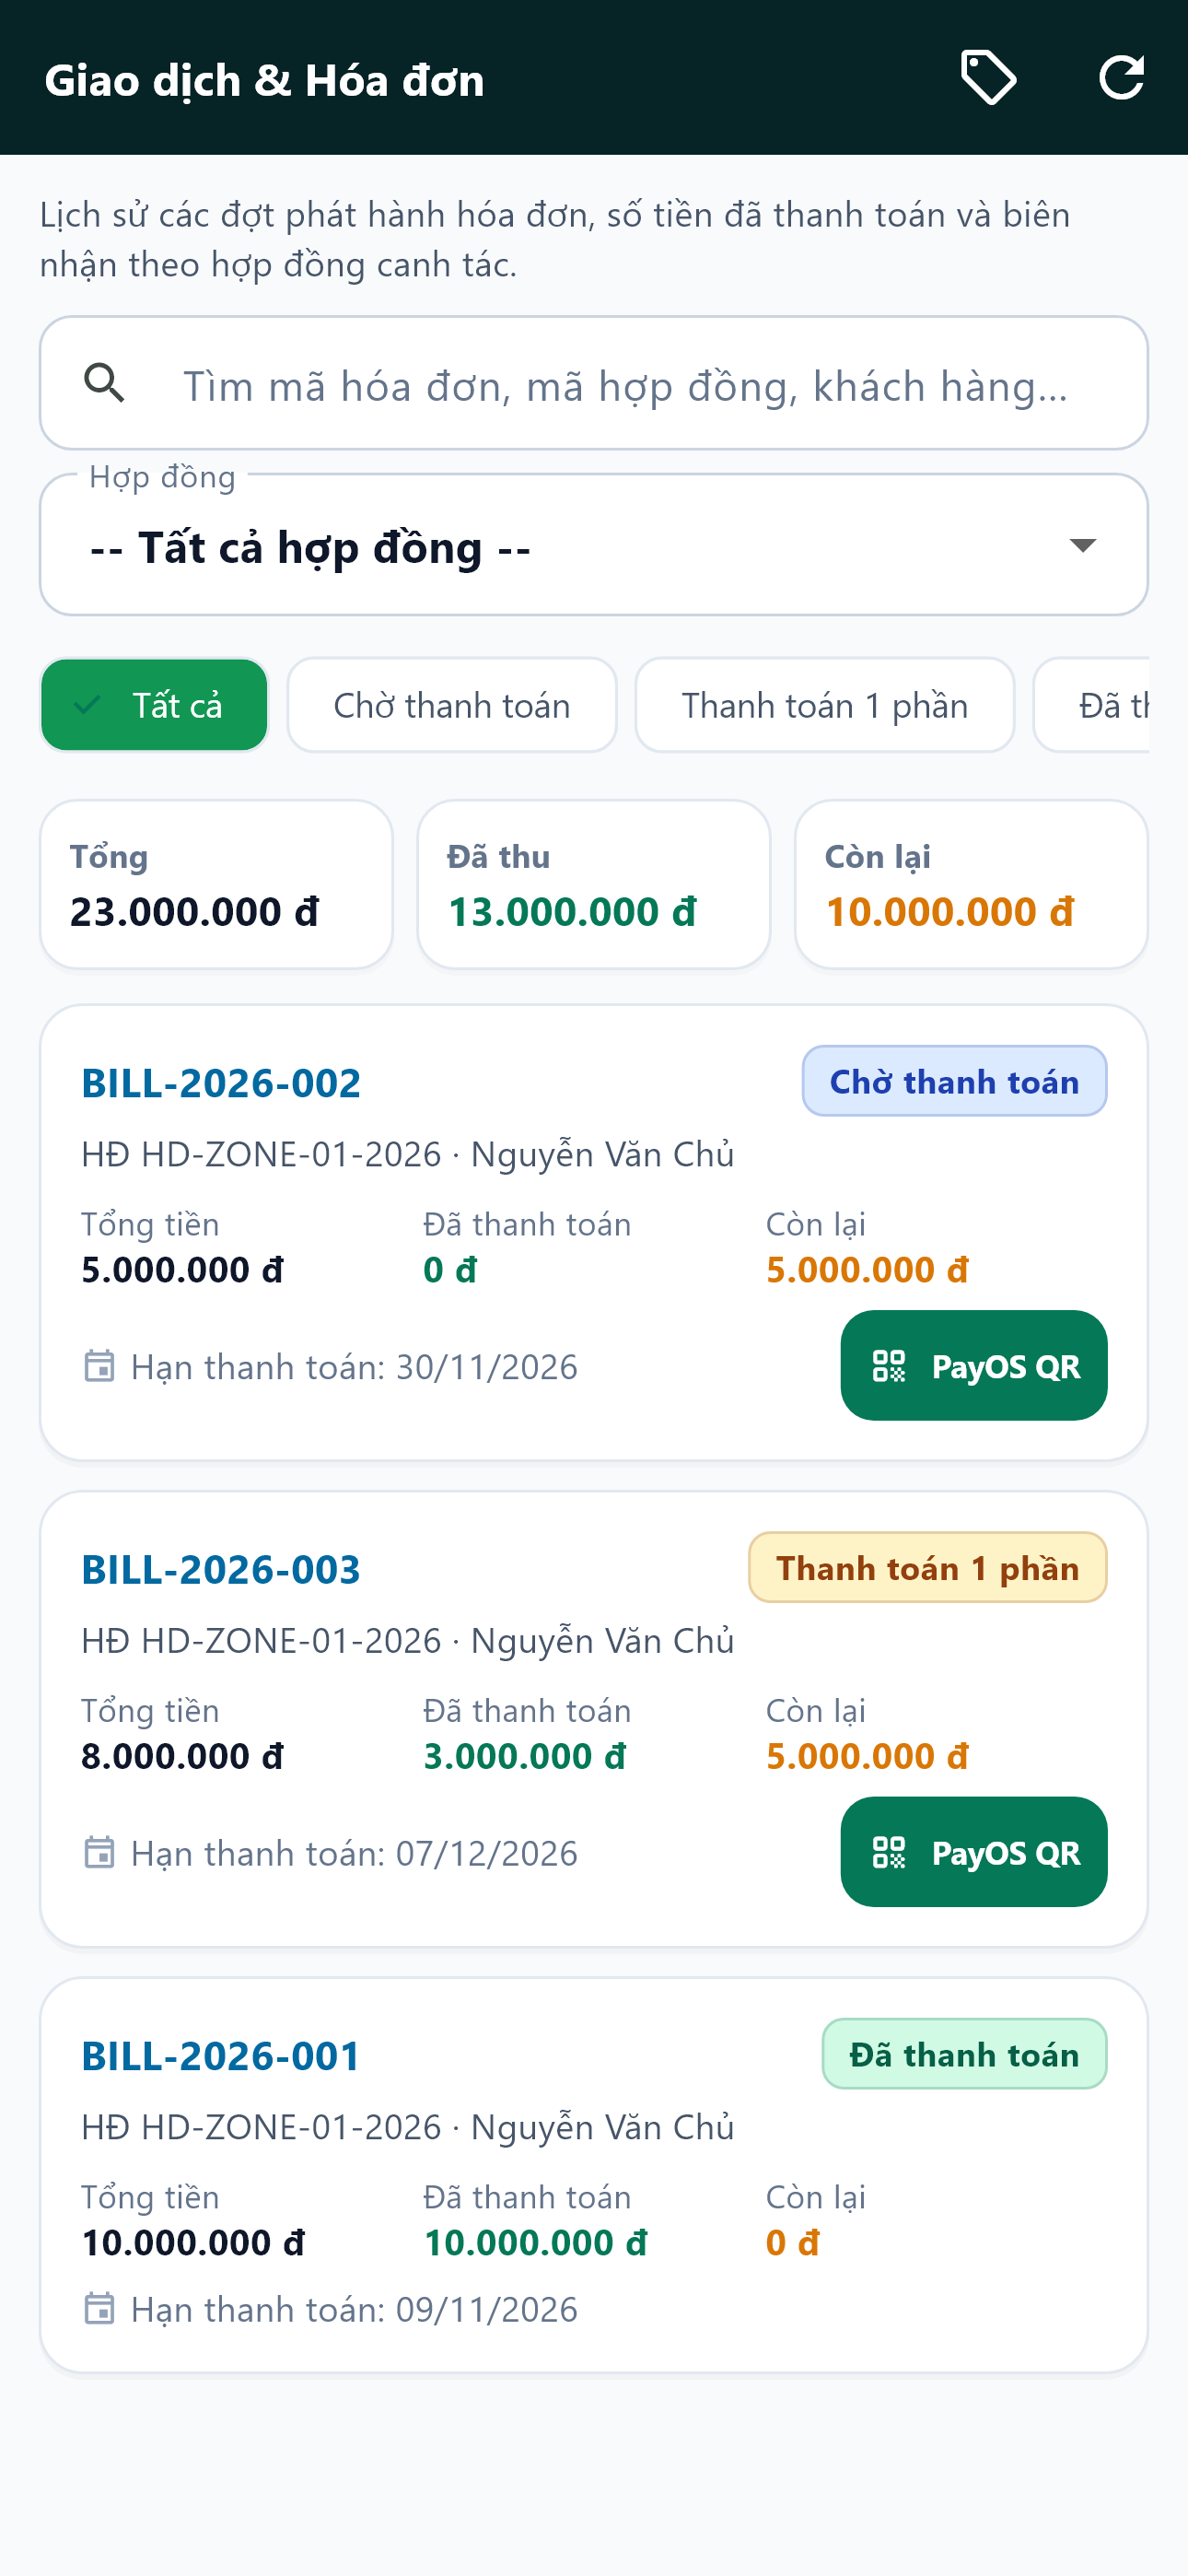 Giao dịch & Hóa đơn
Lịch sử các đợt phát hành hóa đơn, số tiền đã thanh toán và biên
nhận theo hợp đồng canh tác.
Tìm mã hóa đơn, mã hợp đồng, khách hàng...
Hợp đồng
-- Tất cả hợp đồng --
Tất cả
Chờ thanh toán
Thanh toán 1 phần
Đã
Tổng
23.000.000 đ
Đã thu
13.000.000 đ
Còn lại
10.000.000 đ
BILL-2026-002
Chờ thanh toán
HĐ HD-ZONE-01-2026 · Nguyễn Văn Chủ
Tổng tiền
5.000.000 đ
Đã thanh toán
0 đ
Còn lại
5.000.000 đ
Hạn thanh toán: 30/11/2026
PayOS QR
BILL-2026-003
Thanh toán 1 phần
HĐ HD-ZONE-01-2026 · Nguyễn Văn Chủ
Tổng tiền
8.000.000 đ
Đã thanh toán
3.000.000 đ
Còn lại
5.000.000 đ
Hạn thanh toán: 07/12/2026
PayOS QR
BILL-2026-001
Đã thanh toán
HĐ HD-ZONE-01-2026 · Nguyễn Văn Chủ
Tổng tiền
10.000.000 đ
Đã thanh toán
10.000.000 đ
Còn lại
0 đ
Hạn thanh toán: 09/11/2026